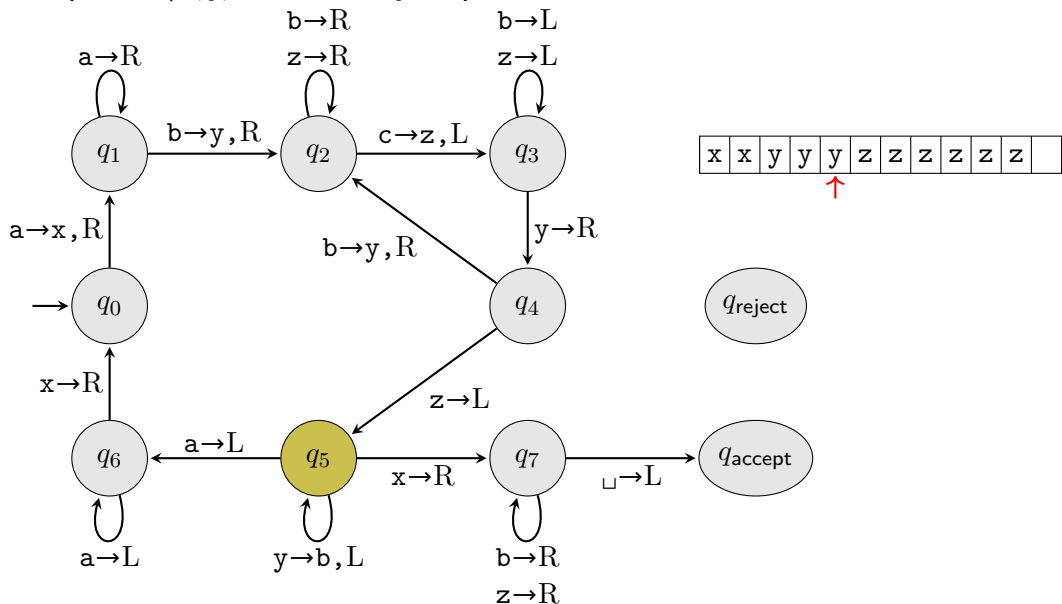 b→R
b→L
a→R
z→R
z→L
q1
b→y,R
q2
c→z,L
q3
x x y y y z z z z z z
a→x,R
b→y,R
y→R
q0
q4
qreject
x→R
z→L
q6
a→L
q5
x→R
q7
␣→L
qaccept
a→L
y→b,L
b→R
z→R